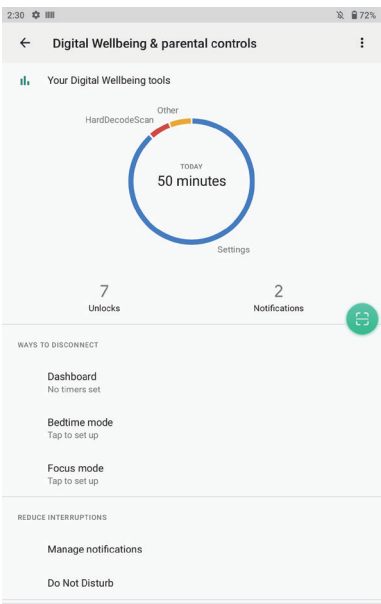 2:30
72%
Digital Wellbeing & parental controls
Your Digital Wellbeing tools
Other
HardDecodeScan
TODAY
50 minutes
Settings
7
Unlocks
2
Notifications
WAYS TO DISCONNECT
Dashboard
No timers set
Bedtime mode
Tap to set up
Focus mode
Tap to set up
REDUCE INTERRUPTIONS
Manage notifications
Do Not Disturb